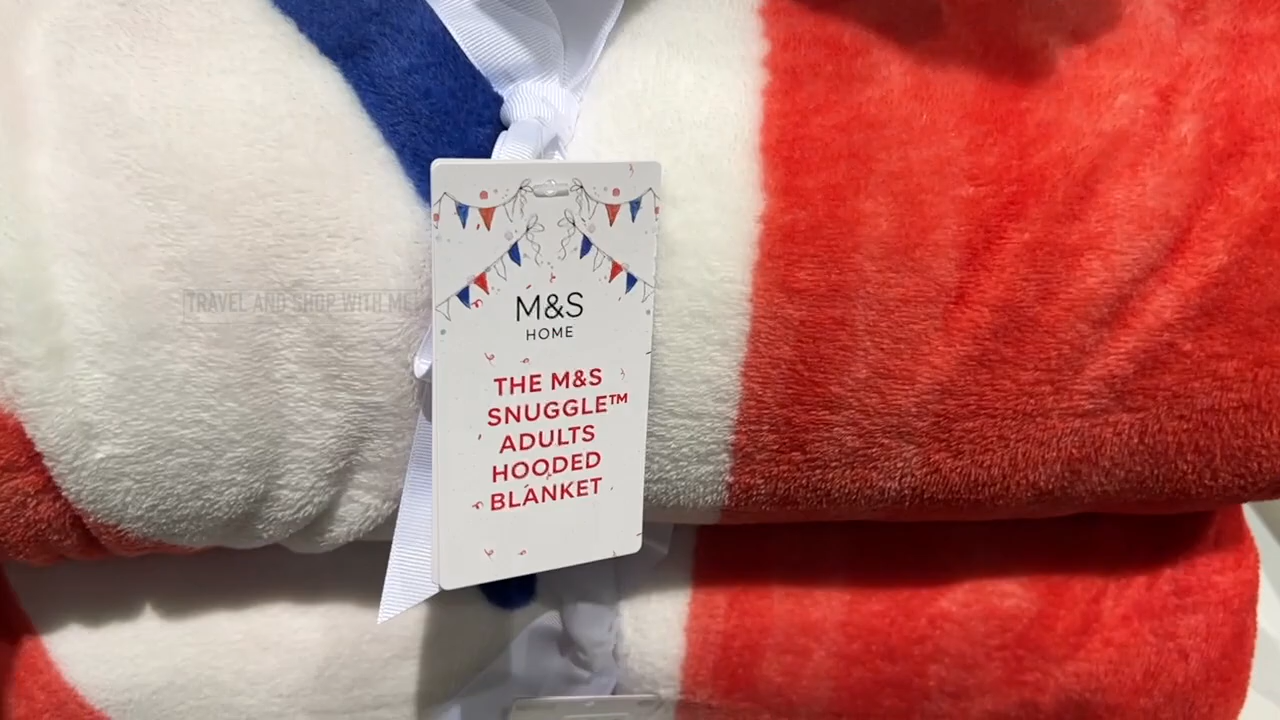 TRAVEL AND SHOP WITH ME
M&S
HOME
THE M&S
SNUGGLE™
ADULTS
HOODED
BLANKET